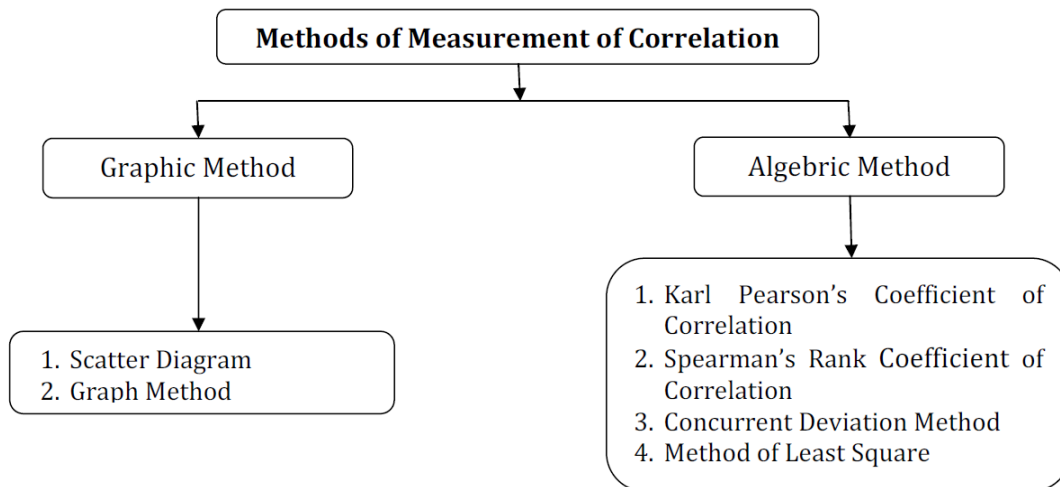 Methods of Measurement of Correlation
Graphic Method
Algebric Method
1. Scatter Diagram
2. Graph Method
1. Karl Pearson's Coefficient of
Correlation
2. Spearman's Rank Coefficient of
Correlation
3. Concurrent Deviation Method
4. Method of Least Square